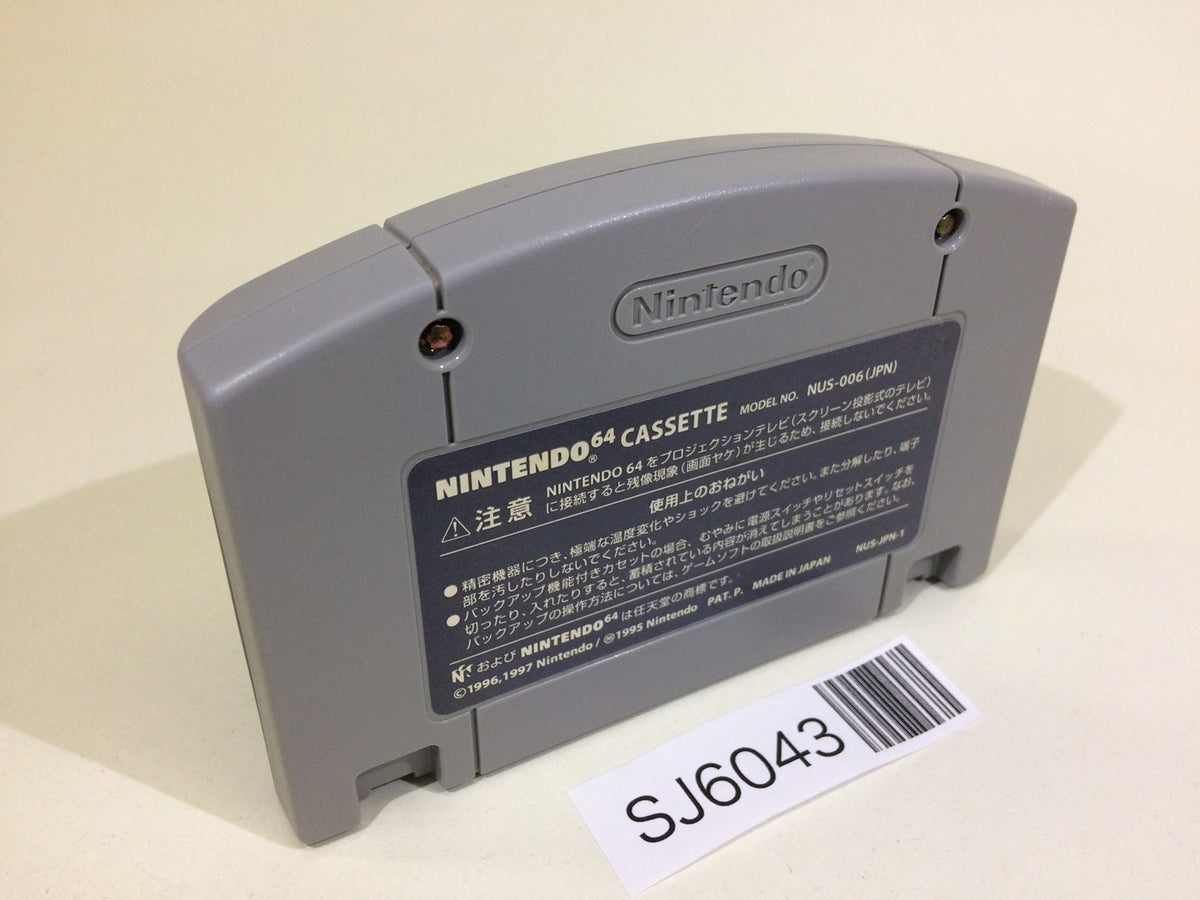 Nintendo®
NINTENDO64® CASSETTE MODEL NO. NUS-006(JPN)
⚠注意 NINTENDO 64 をプロジェクションテレビ(スクリーン投影式のテレビ)
に接続すると残像現象(画面ヤケ)が生じるため、接続しないでください。
使用上のおねがい
●精密機器につき、極端な温度変化やショックを避けてください。また分解したり、端子
部を汚したりしないでください。
●バックアップ機能付きカセットの場合、むやみに電源スイッチやリセットスイッチを
切ったり、入れたりすると、蓄積されている内容が消えてしまうことがあります。なお、
バックアップの操作方法については、ゲームソフトの取扱説明書をご参照ください。
および NINTENDO64 は任天堂の商標です。 NUS-JPN-1
©1996,1997 Nintendo/Ⓜ1995 Nintendo PAT. P. MADE IN JAPAN
SJ6043